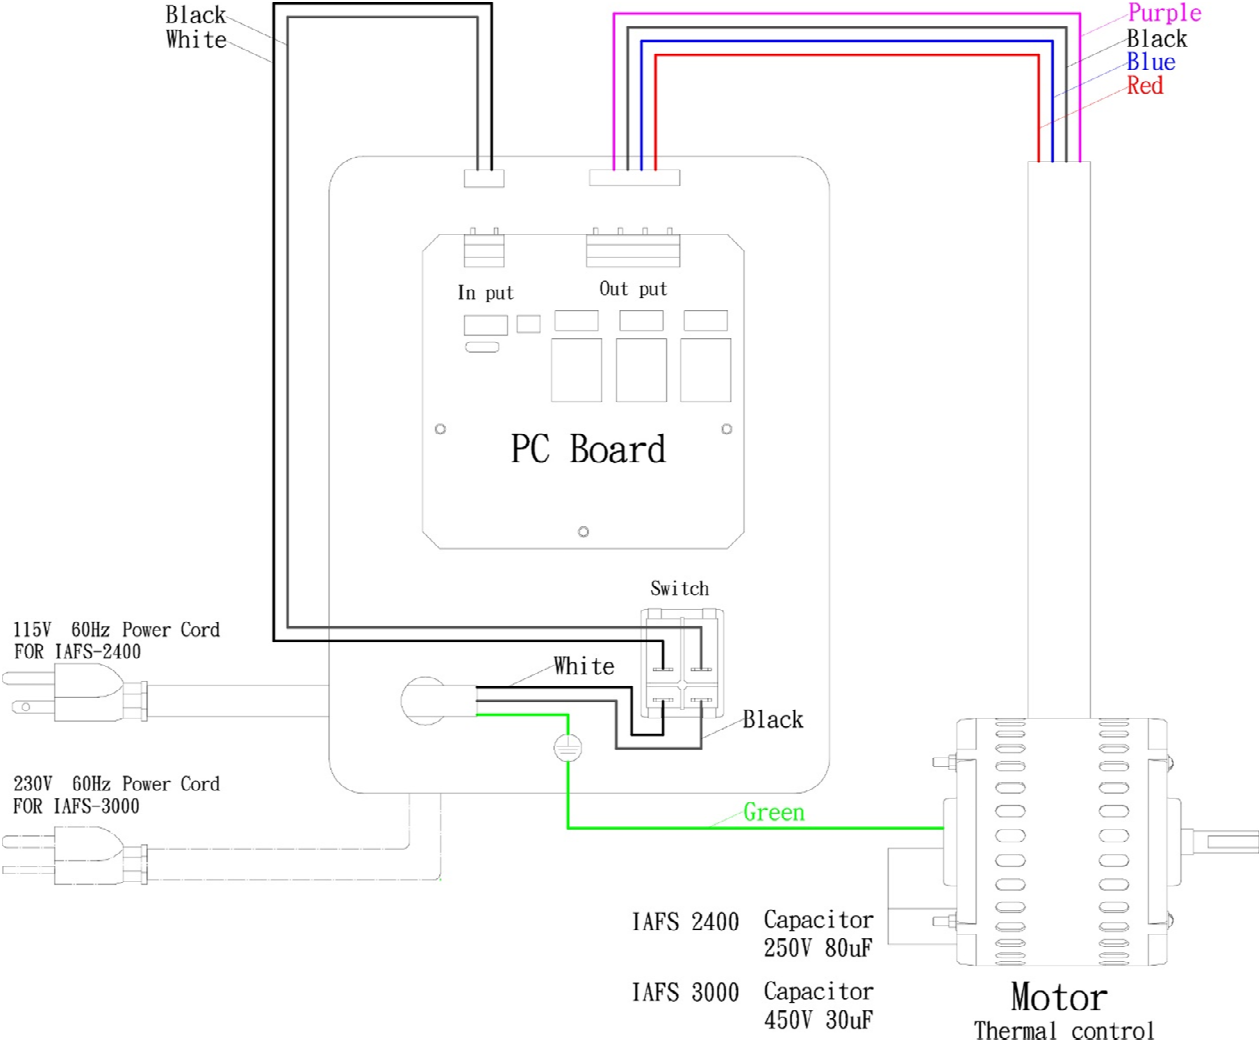 Black
White
Purple
Black
Blue
Red
In put
Out put
PC Board
Switch
115V 60Hz Power Cord
FOR IAFS-2400
White
Black
230V 60Hz Power Cord
FOR IAFS-3000
Green
IAFS 2400 Capacitor
250V 80uF
IAFS 3000 Capacitor
450V 30uF
Motor
Thermal control